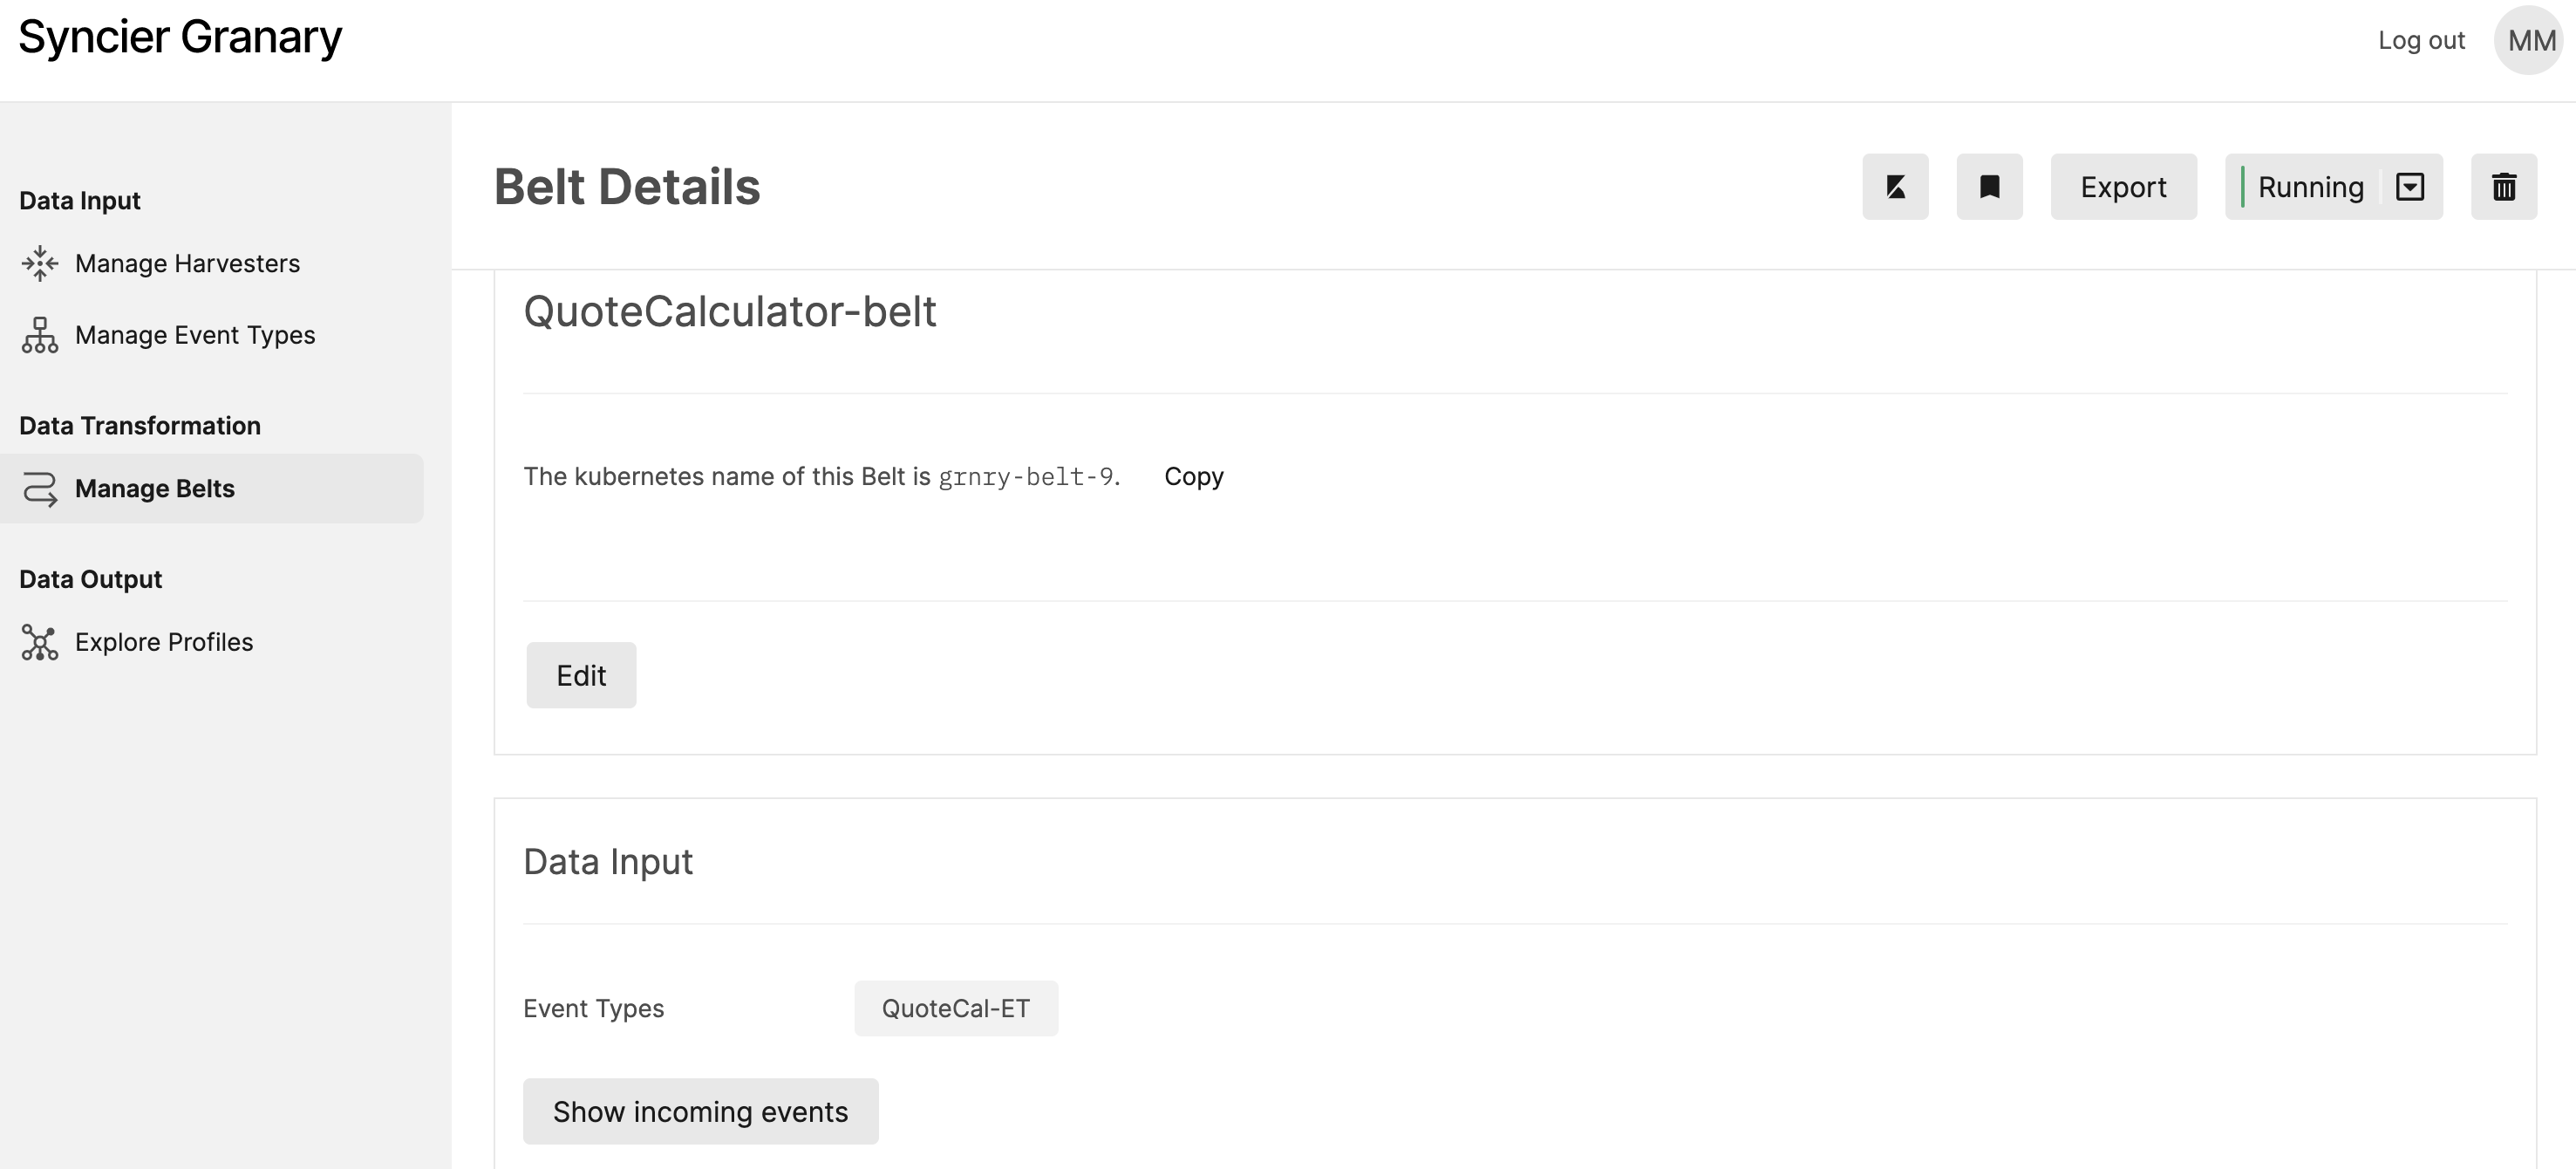 Syncier Granary
Log out
MM
Data Input
Manage Harvesters
Manage Event Types
Data Transformation
Manage Belts
Data Output
Explore Profiles
Belt Details
Export
Running
QuoteCalculator-belt
The kubernetes name of this Belt is grnry-belt-9. Copy
Edit
Data Input
Event Types QuoteCal-ET
Show incoming events